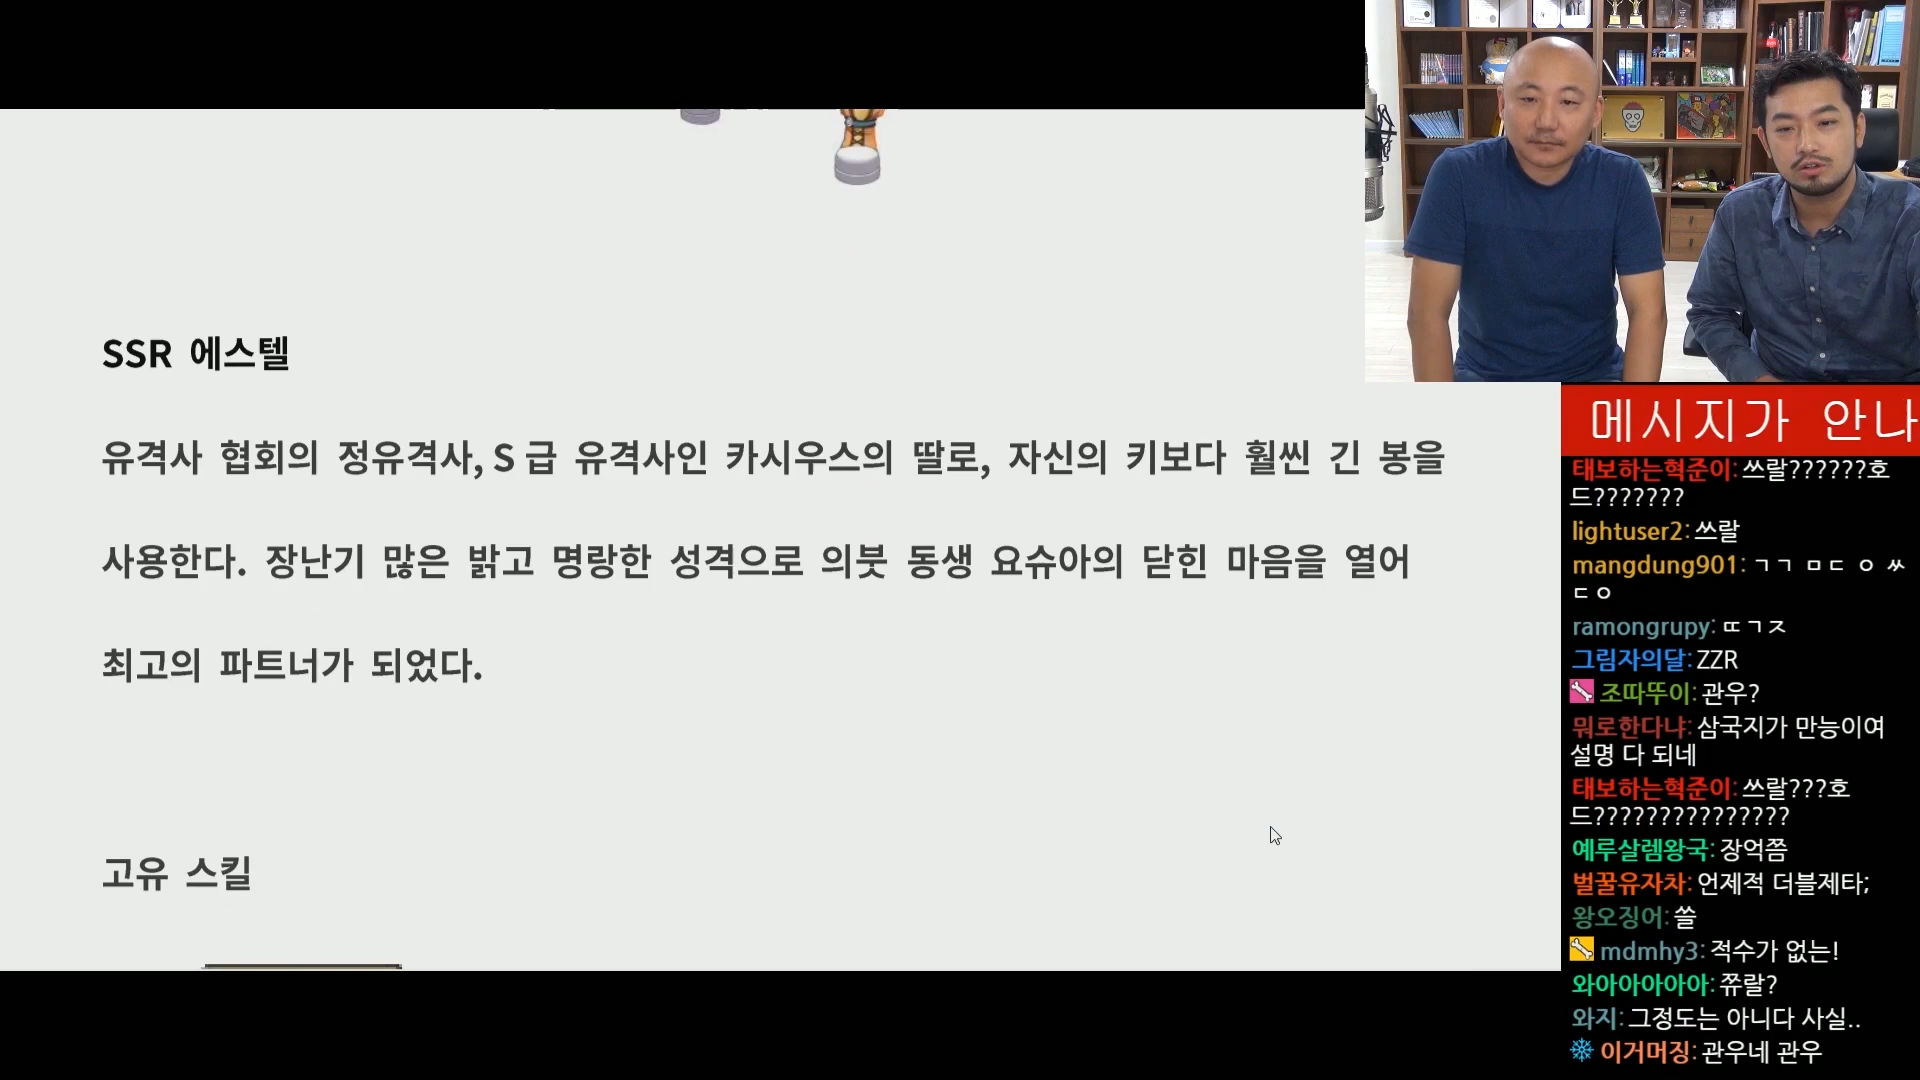 SSR 에스텔
유격사 협회의 정유격사, S 급 유격사인 카시우스의 딸로, 자신의 키보다 훨씬 긴 봉을
사용한다. 장난기 많은 밝고 명랑한 성격으로 의붓 동생 요슈아의 닫힌 마음을 열어
최고의 파트너가 되었다.
고유 스킬
메시지가 안나
태보하는혁준이: 쓰랄??????호
드???????
lightuser2: 쓰랄
mangdung901: ㄱㄱ ㅁㄷ ㅇ ㅆ
ㄷㅇ
ramongrupy: ㄸㄱㅈ
그림자의달: ZZR
조따뚜이: 관우?
뭐로한다냐: 삼국지가 만능이여
설명 다 되네
태보하는혁준이: 쓰랄???호
드???????????????
예루살렘왕국: 장억쯤
벌꿀유자차: 언제적 더블제타;
왕오징어: 쓸
mdmhy3: 적수가 없는!
와아아아아아: 쮸랄?
와지: 그정도는 아니다 사실..
이거머징: 관우네 관우